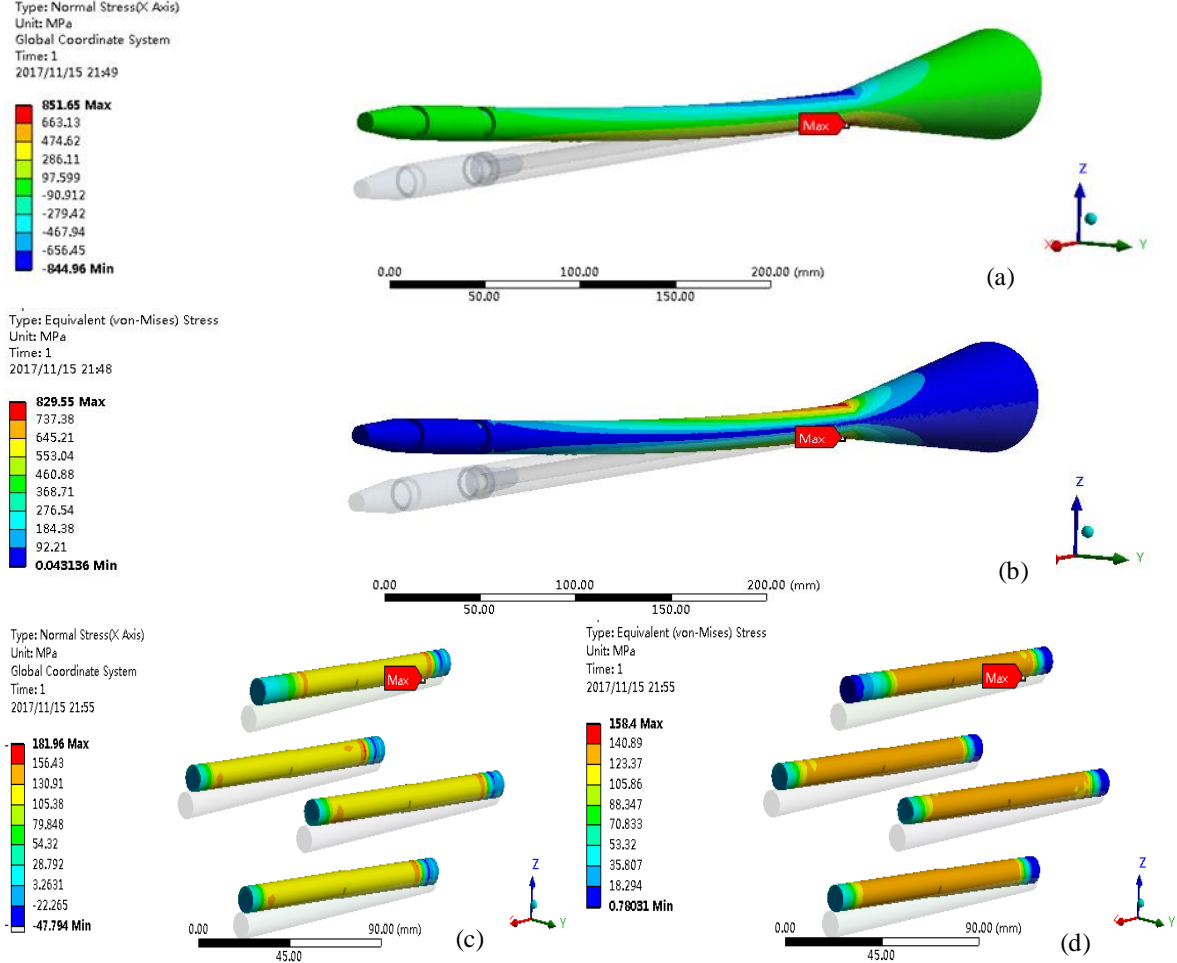 Type: Normal Stress(X Axis)
Unit: MPa
Global Coordinate System
Time: 1
2017/11/15 21:49
851.65 Max
663.13
474.62
286.11
97.599
-90.912
-279.42
-467.94
-656.45
-844.96 Min
Max
Z
X
Y
0.00 100.00 200.00 (mm)
50.00 150.00
(a)
Type: Equivalent (von-Mises) Stress
Unit: MPa
Time: 1
2017/11/15 21:48
829.55 Max
737.38
645.21
553.04
460.88
368.71
276.54
184.38
92.21
0.043136 Min
Max
Z
Y
0.00 100.00 200.00 (mm)
50.00 150.00
(b)
Type: Normal Stress(X Axis)
Unit: MPa
Global Coordinate System
Time: 1
2017/11/15 21:55
181.96 Max
156.43
130.91
105.38
79.848
54.32
28.792
3.2631
-22.265
-47.794 Min
Max
Z
Y
0.00 90.00 (mm)
45.00
(c)
Type: Equivalent (von-Mises) Stress
Unit: MPa
Time: 1
2017/11/15 21:55
158.4 Max
140.89
123.37
105.86
88.347
70.833
53.32
35.807
18.294
0.78031 Min
Max
Z
Y
0.00 90.00 (mm)
45.00
(d)